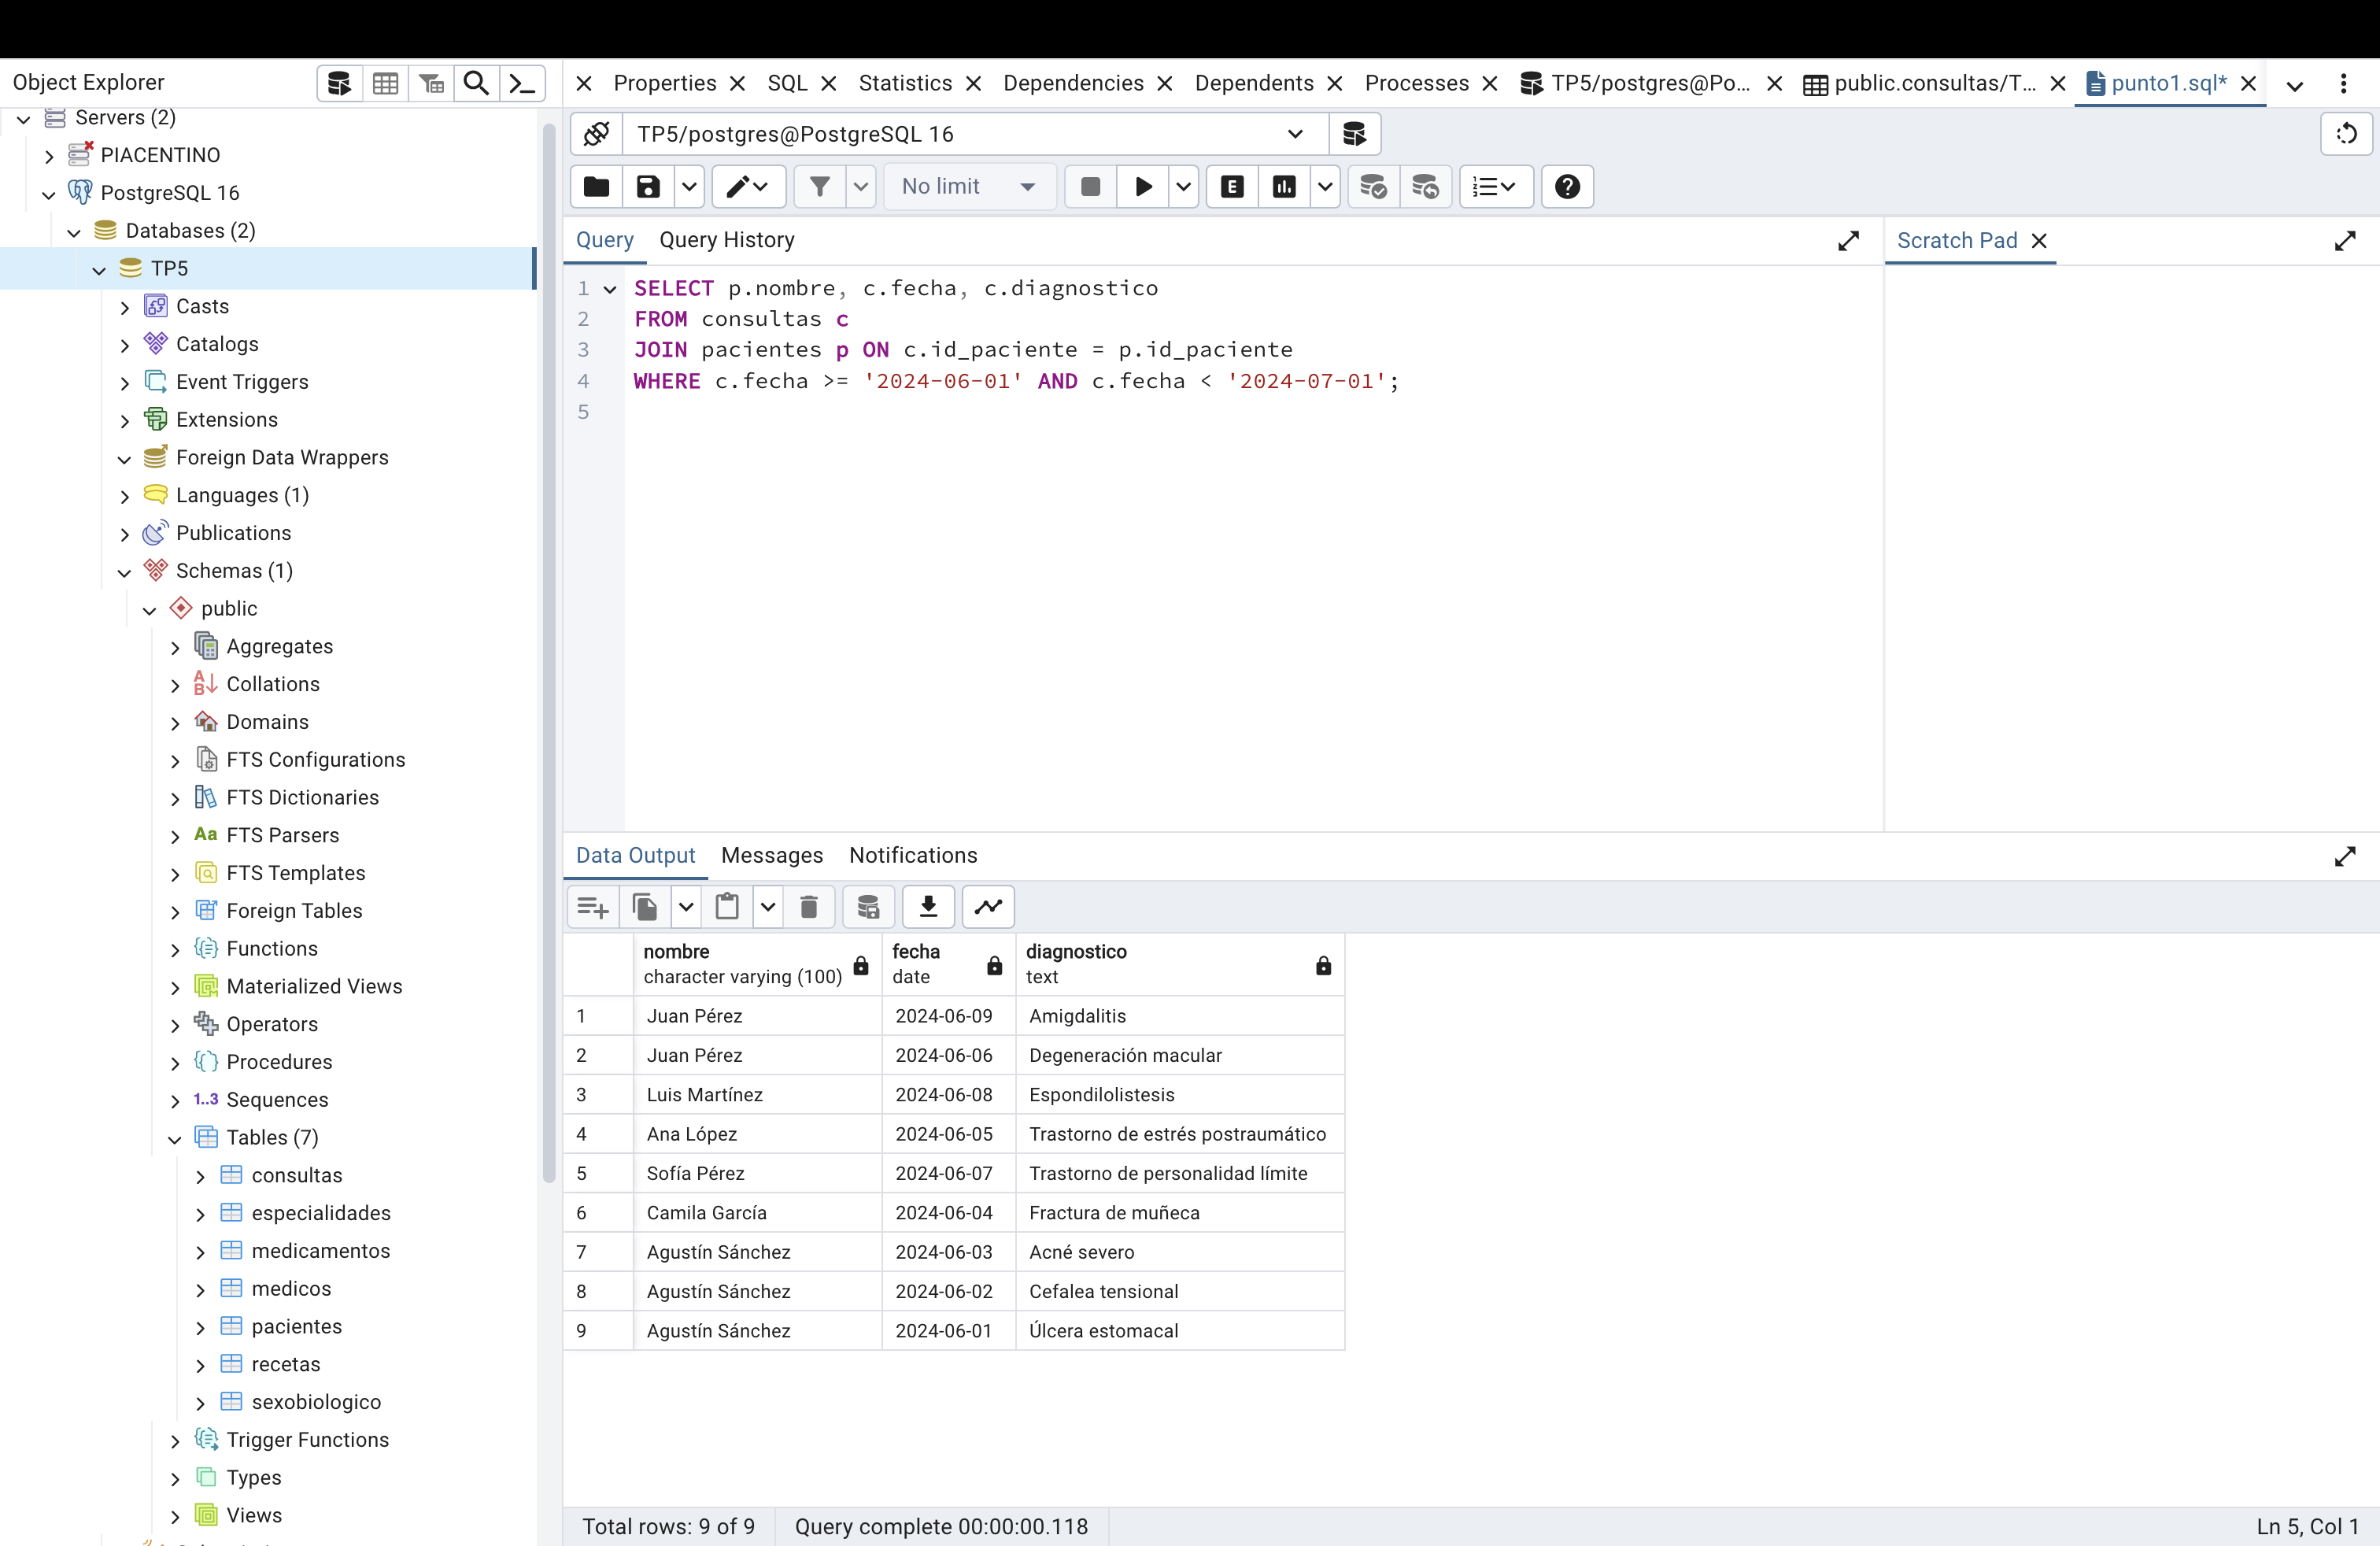 Object Explorer
Servers (2)
PIACENTINO
PostgreSQL 16
Databases (2)
TP5
Casts
Catalogs
Event Triggers
Extensions
Foreign Data Wrappers
Languages (1)
Publications
Schemas (1)
public
Aggregates
Collations
Domains
FTS Configurations
FTS Dictionaries
Aa FTS Parsers
FTS Templates
Foreign Tables
Functions
Materialized Views
Operators
Procedures
1..3 Sequences
Tables (7)
consultas
especialidades
medicamentos
medicos
pacientes
recetas
sexobiologico
Trigger Functions
Types
Views
Properties SQL Statistics Dependencies Dependents Processes TP5/postgres@Po... public.consultas/T... punto1.sql*
TP5/postgres@PostgreSQL 16
No limit
Query Query History
Scratch Pad
1 SELECT p.nombre, c.fecha, c.diagnostico
2 FROM consultas c
3 JOIN pacientes p ON c.id_paciente = p.id_paciente
4 WHERE c.fecha >= '2024-06-01' AND c.fecha < '2024-07-01';
5
Data Output Messages Notifications
nombre fecha diagnostico
character varying (100) date text
1 Juan Pérez 2024-06-09 Amigdalitis
2 Juan Pérez 2024-06-06 Degeneración macular
3 Luis Martínez 2024-06-08 Espondilolistesis
4 Ana López 2024-06-05 Trastorno de estrés postraumático
5 Sofía Pérez 2024-06-07 Trastorno de personalidad límite
6 Camila García 2024-06-04 Fractura de muñeca
7 Agustín Sánchez 2024-06-03 Acné severo
8 Agustín Sánchez 2024-06-02 Cefalea tensional
9 Agustín Sánchez 2024-06-01 Úlcera estomacal
Total rows: 9 of 9 Query complete 00:00:00.118 Ln 5, Col 1